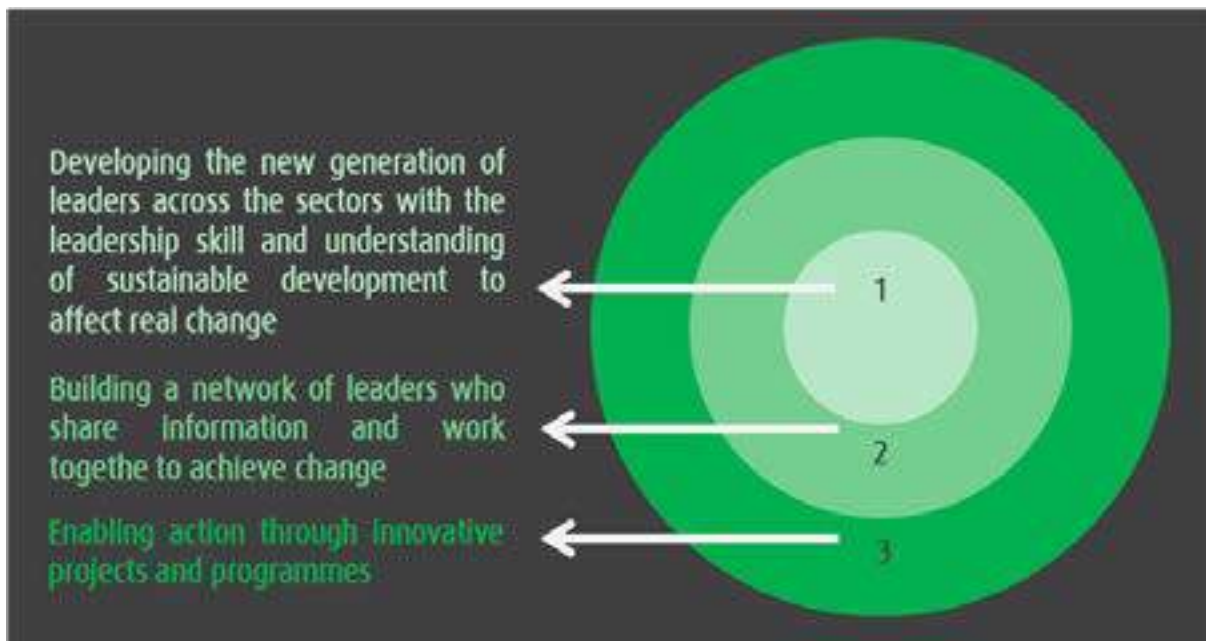 Developing the new generation of
leaders across the sectors with the
leadership skill and understanding
of sustainable development to
affect real change
1
Building a network of leaders who
share information and work
togethe to achieve change
2
Enabling action through innovative
projects and programmes
3